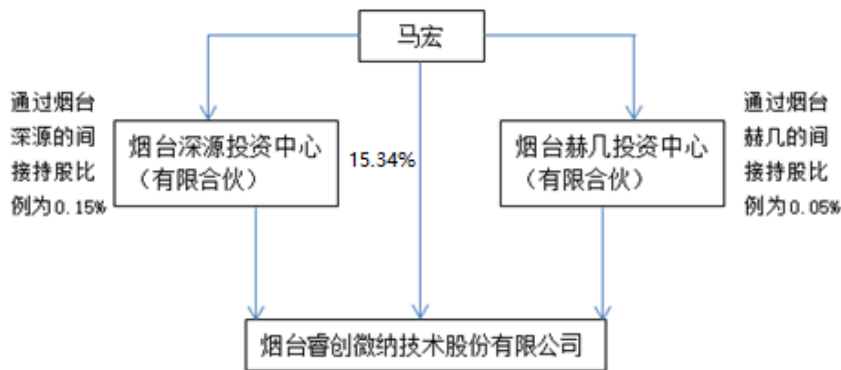 马宏
通过烟台
深源的间
接持股比
例为0.15%
烟台深源投资中心
（有限合伙）
15.34%
烟台赫几投资中心
（有限合伙）
通过烟台
赫几的间
接持股比
例为0.05%
烟台睿创微纳技术股份有限公司